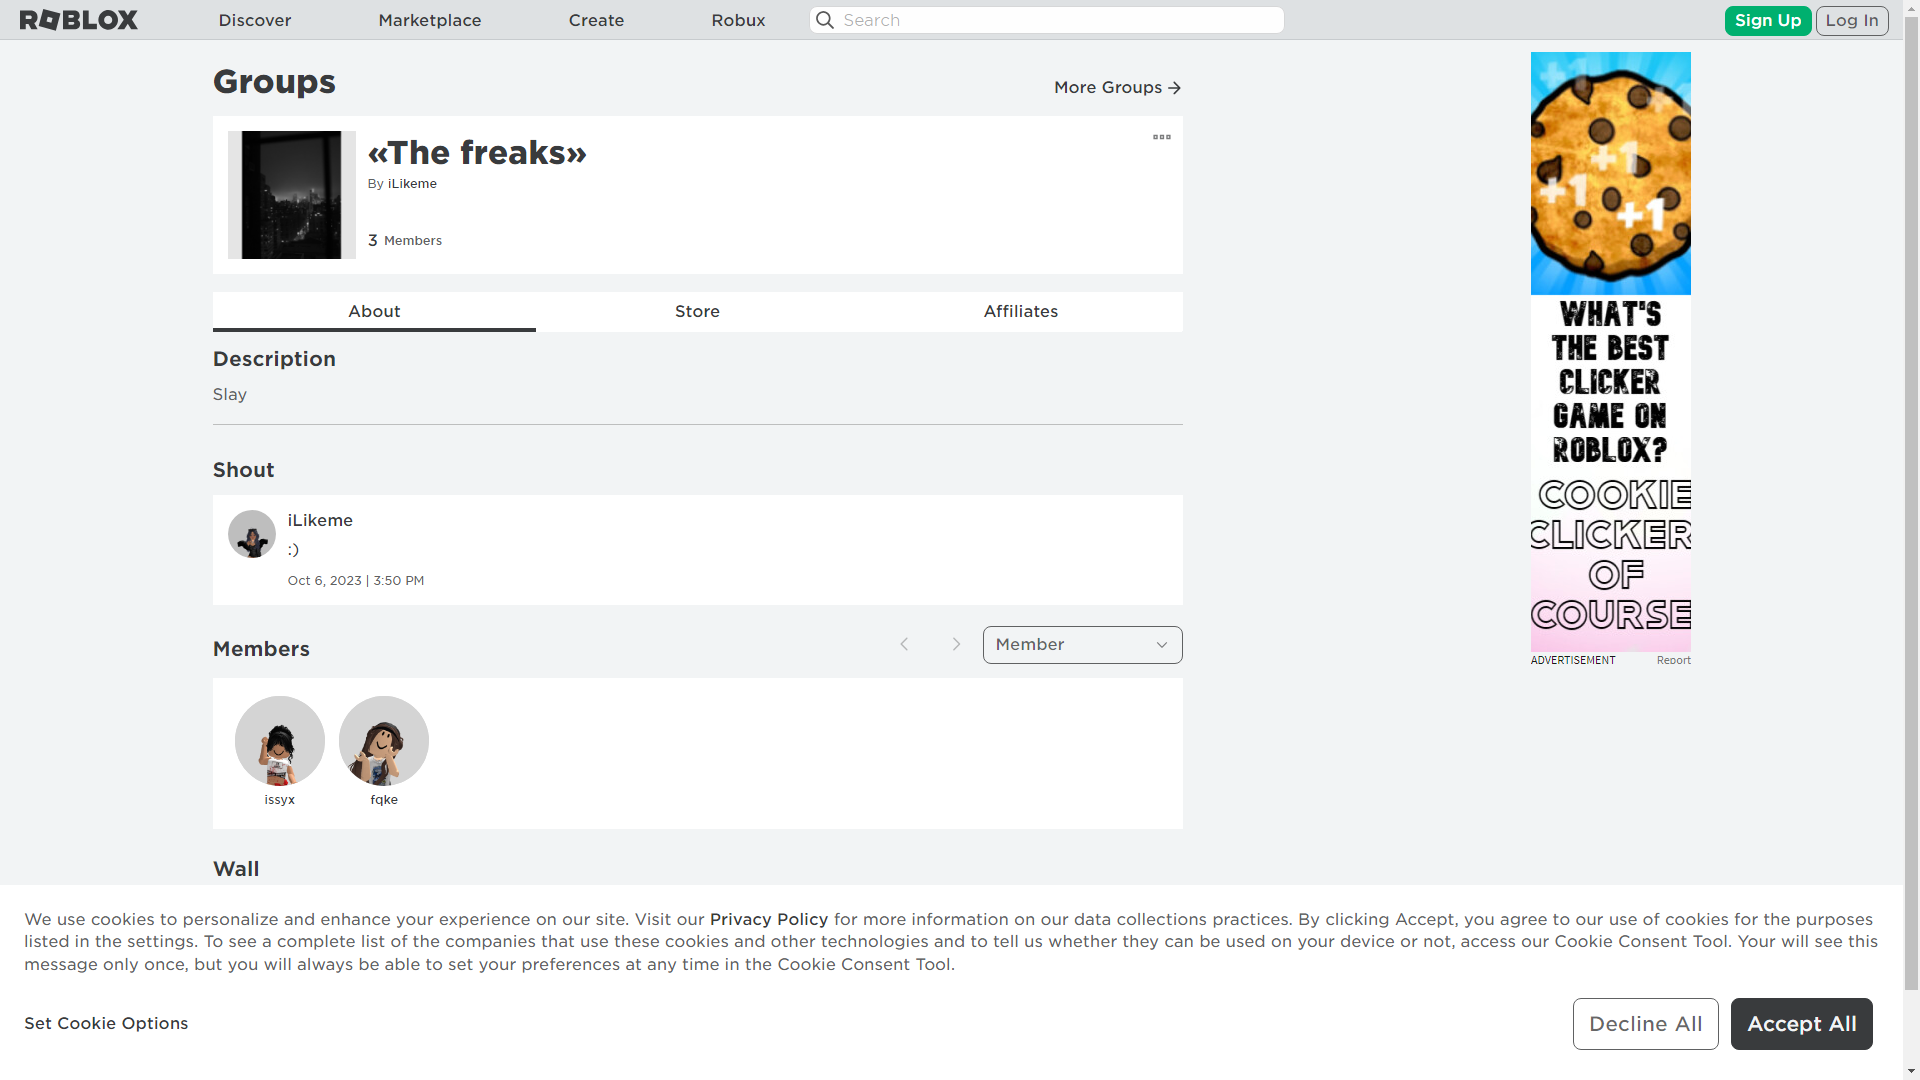 ROBLOX
Discover
Marketplace
Create
Robux
Search
Sign Up
Log In
Groups
More Groups
«The freaks»
By iLikeme
3 Members
About
Store
Affiliates
Description
Slay
Shout
iLikeme
:)
Oct 6, 2023 | 3:50 PM
Members
Member
issyx
fqke
Wall
+1
+1
+1
+1
WHAT'S
THE BEST
CLICKER
GAME ON
ROBLOX?
COOKIE
CLICKER
OF
COURSE
ADVERTISEMENT
Report
We use cookies to personalize and enhance your experience on our site. Visit our Privacy Policy for more information on our data collections practices. By clicking Accept, you agree to our use of cookies for the purposes
listed in the settings. To see a complete list of the companies that use these cookies and other technologies and to tell us whether they can be used on your device or not, access our Cookie Consent Tool. Your will see this
message only once, but you will always be able to set your preferences at any time in the Cookie Consent Tool.
Set Cookie Options
Decline All
Accept All